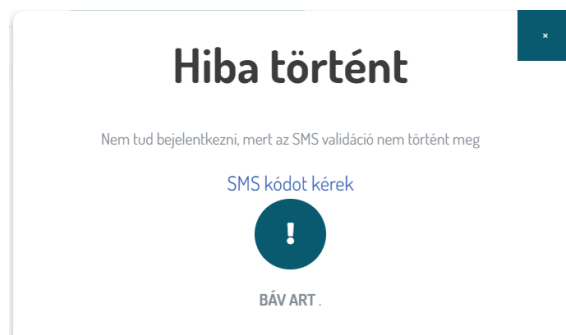 ×
Hiba történt
Nem tud bejelentkezni, mert az SMS validáció nem történt meg
SMS kódot kérek
!
BÁV ART .